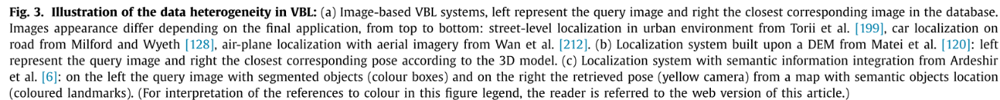 Fig. 3. Illustration of the data heterogeneity in VBL: (a) Image-based VBL systems, left represent the query image and right the closest corresponding image in the database.
Images appearance differ depending on the final application, from top to bottom: street-level localization in urban environment from Torii et al. [199], car localization on
road from Milford and Wyeth [128], air-plane localization with aerial imagery from Wan et al. [212]. (b) Localization system built upon a DEM from Matei et al. [120]: left
represent the query image and right the closest corresponding pose according to the 3D model. (c) Localization system with semantic information integration from Ardeshir
et al. [6]: on the left the query image with segmented objects (colour boxes) and on the right the retrieved pose (yellow camera) from a map with semantic objects location
(coloured landmarks). (For interpretation of the references to colour in this figure legend, the reader is referred to the web version of this article.)